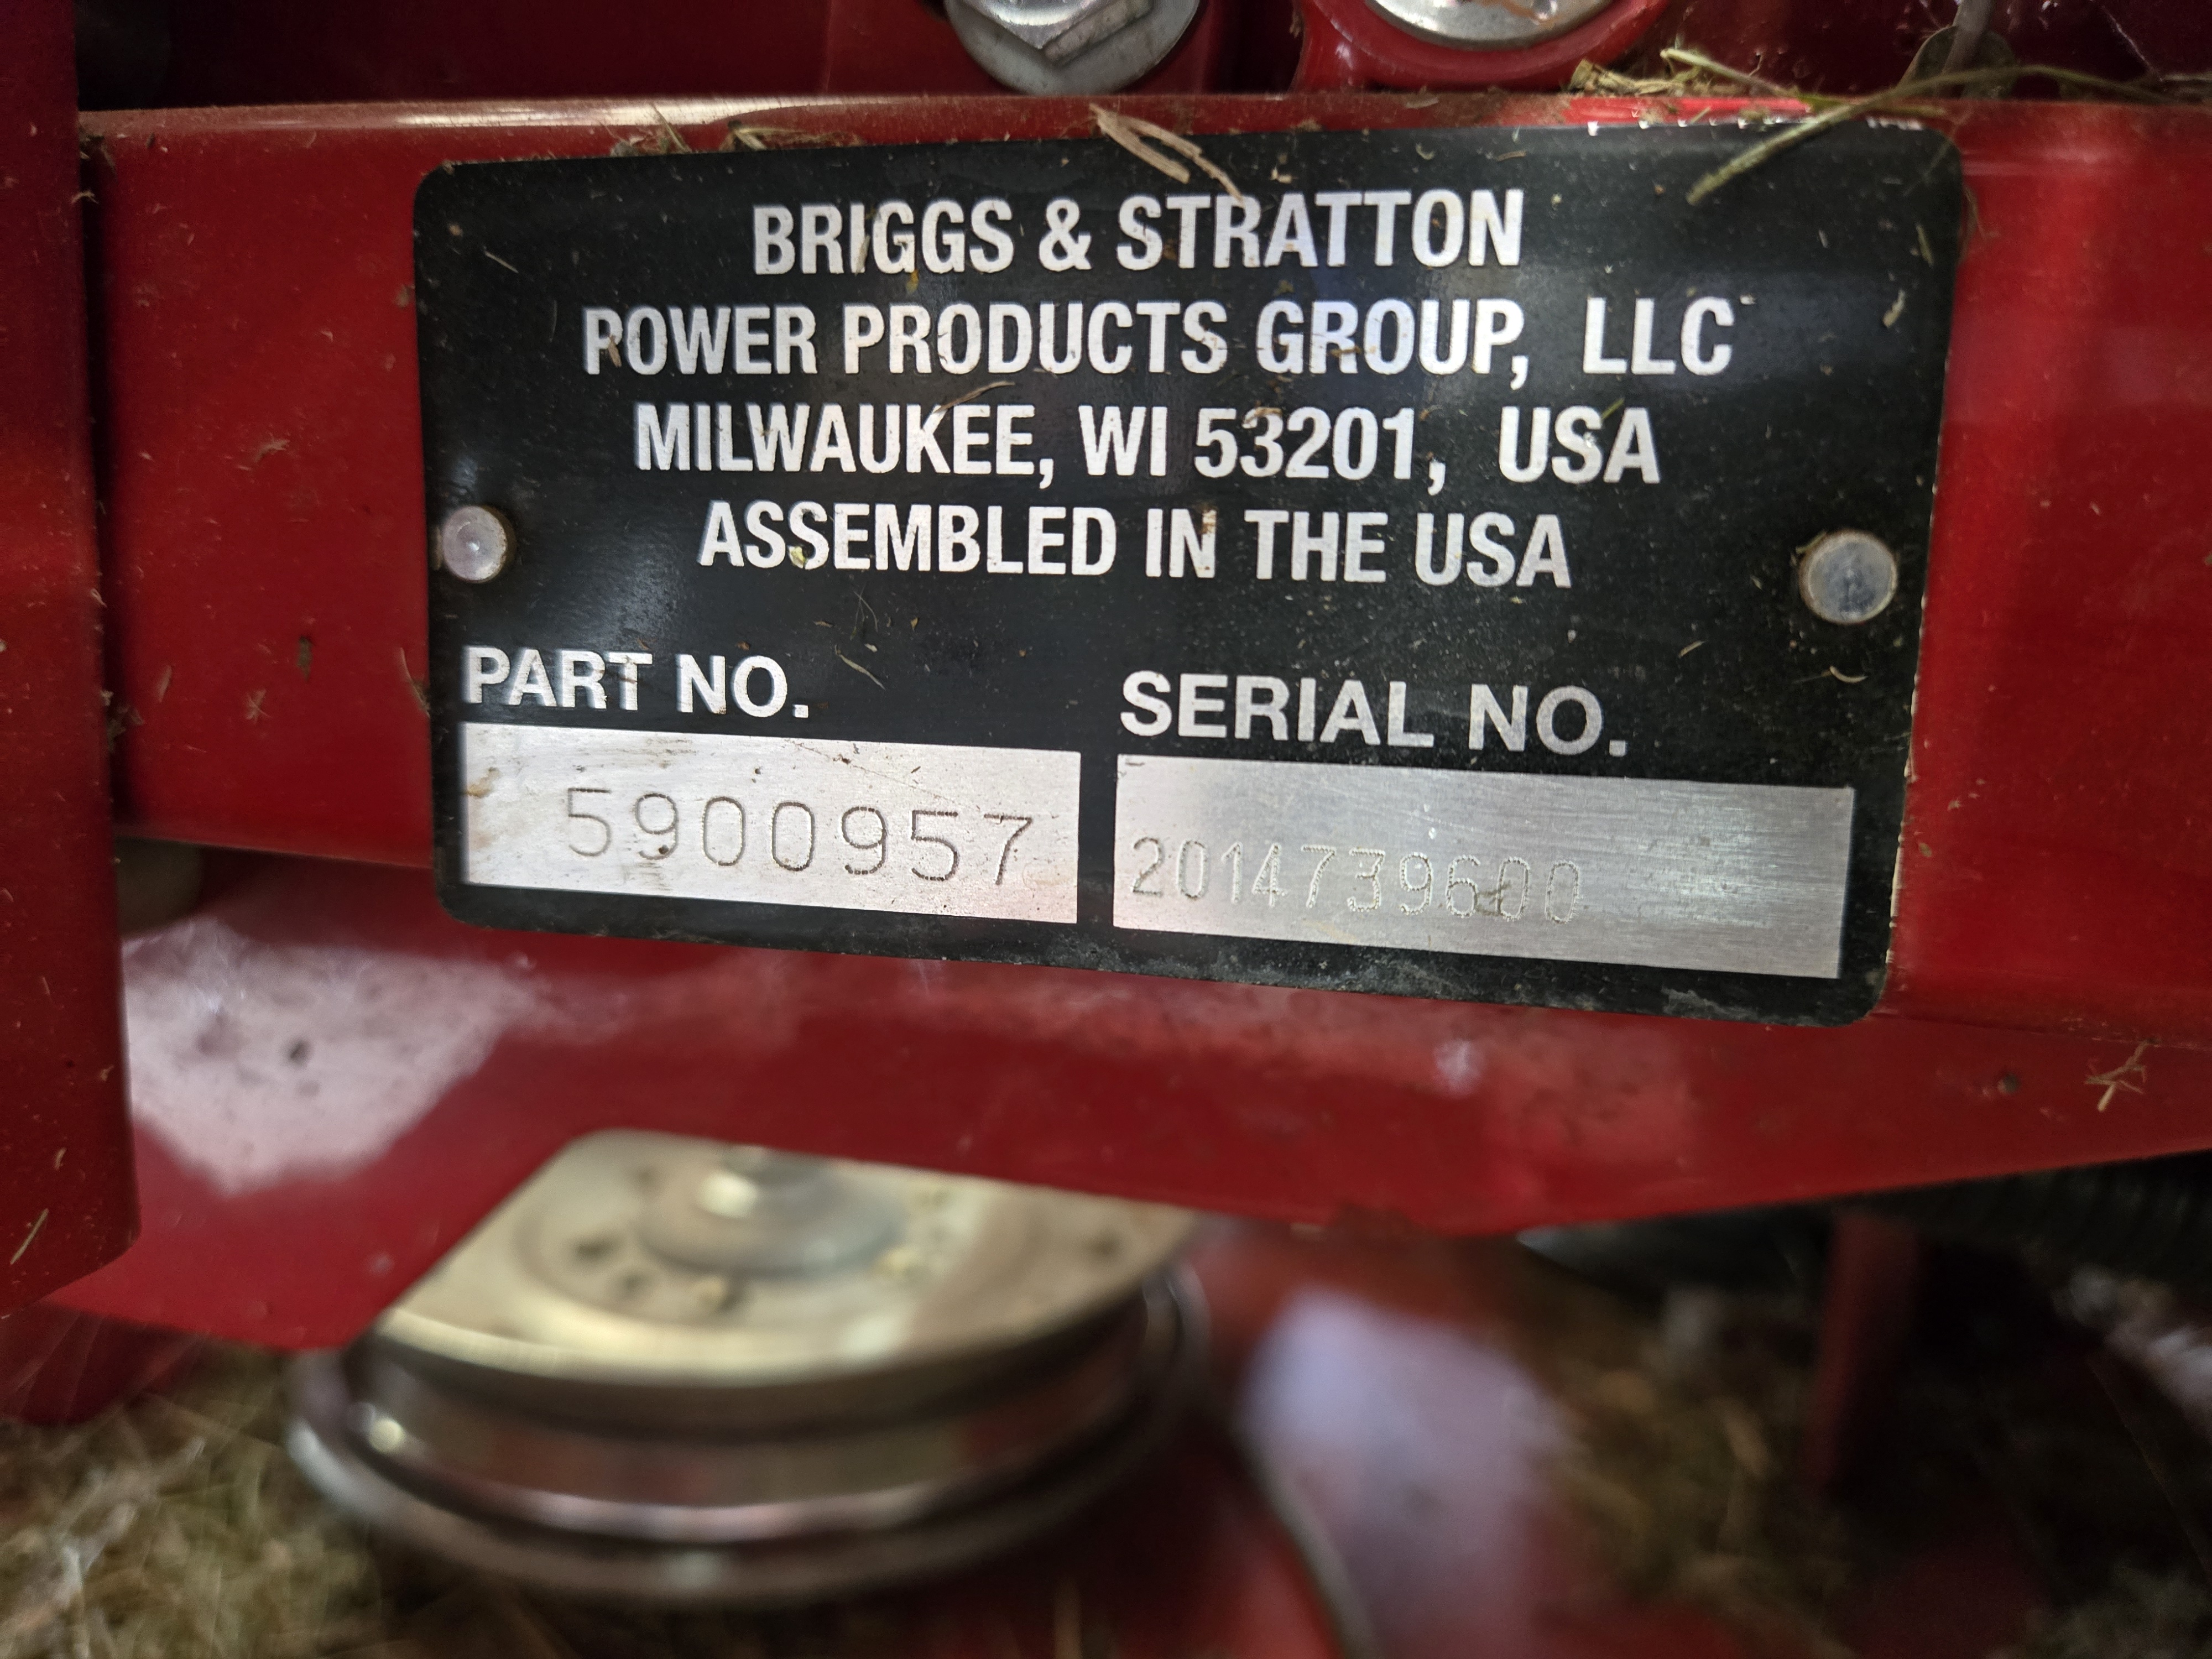 BRIGGS & STRATTON
POWER PRODUCTS GROUP, LLC
MILWAUKEE, WI 53201, USA
ASSEMBLED IN THE USA
PART NO.
SERIAL NO.
5900957
2014739600